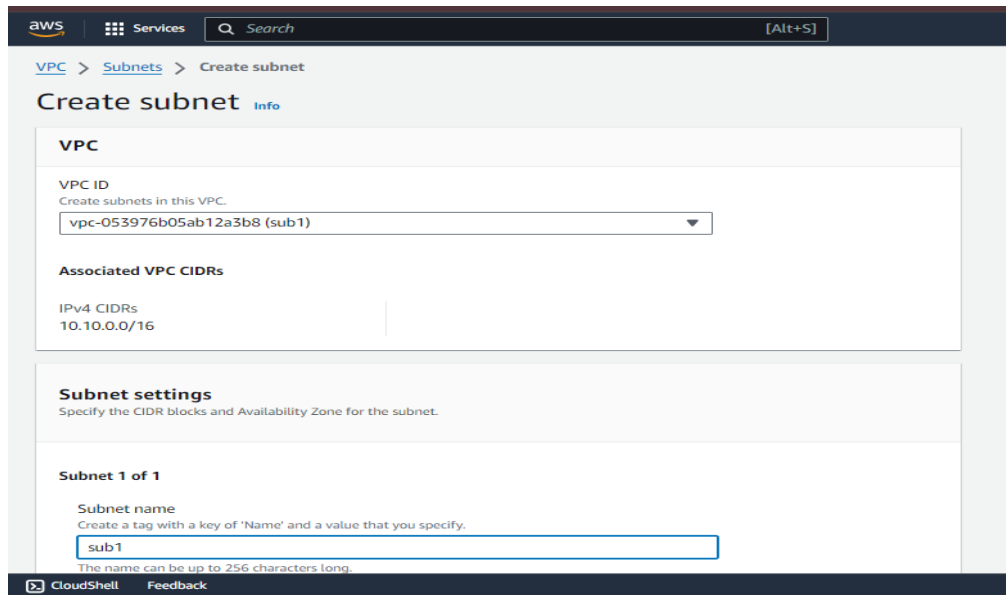 aws Services Search [Alt+S]
VPC > Subnets > Create subnet
Create subnet Info
VPC
VPC ID
Create subnets in this VPC.
vpc-053976b05ab12a3b8 (sub1)
Associated VPC CIDRs
IPv4 CIDRs
10.10.0.0/16
Subnet settings
Specify the CIDR blocks and Availability Zone for the subnet.
Subnet 1 of 1
Subnet name
Create a tag with a key of 'Name' and a value that you specify.
sub1
The name can be up to 256 characters long.
CloudShell Feedback